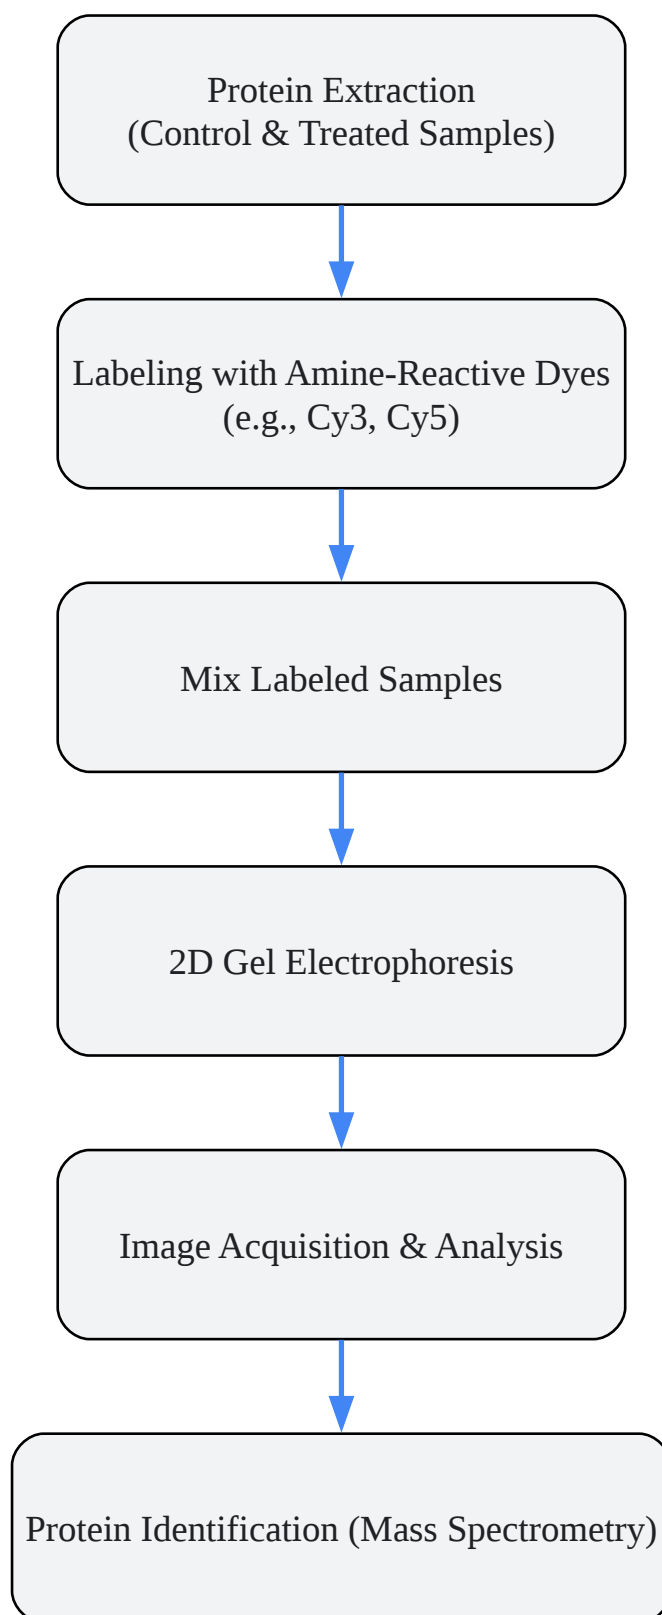 Protein Extraction
(Control & Treated Samples)
Labeling with Amine-Reactive Dyes
(e.g., Cy3, Cy5)
Mix Labeled Samples
2D Gel Electrophoresis
Image Acquisition & Analysis
Protein Identification (Mass Spectrometry)